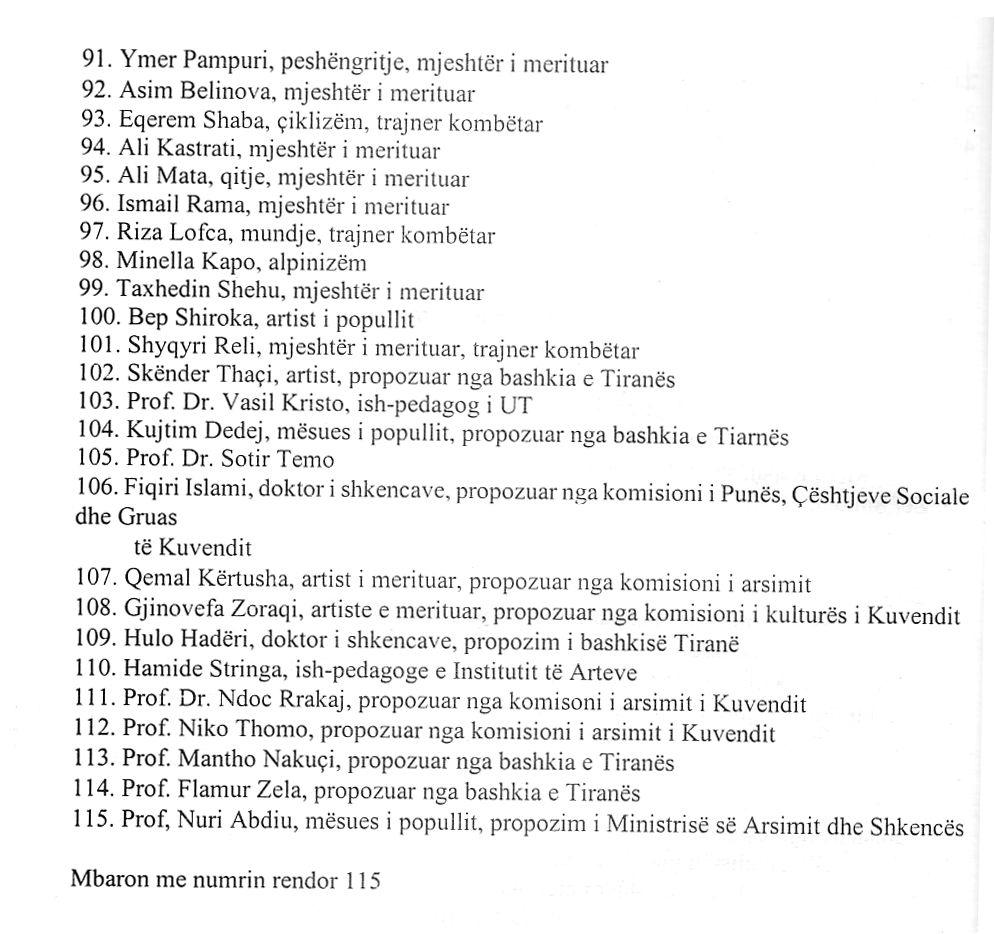 91. Ymer Pampuri, peshëngritje, mjeshtër i merituar
92. Asim Belinova, mjeshtër i merituar
93. Eqerem Shaba, çiklizëm, trajner kombëtar
94. Ali Kastrati, mjeshtër i merituar
95. Ali Mata, qitje, mjeshtër i merituar
96. Ismail Rama, mjeshtër i merituar
97. Riza Lofca, mundje, trajner kombëtar
98. Minella Kapo, alpinizëm
99. Taxhedin Shehu, mjeshtër i merituar
100. Bep Shiroka, artist i popullit
101. Shyqyri Reli, mjeshtër i merituar, trajner kombëtar
102. Skënder Thaçi, artist, propozuar nga bashkia e Tiranës
103. Prof. Dr. Vasil Kristo, ish-pedagog i UT
104. Kujtim Dedej, mësues i popullit, propozuar nga bashkia e Tiarnës
105. Prof. Dr. Sotir Temo
106. Fiqiri Islami, doktor i shkencave, propozuar nga komisioni i Punës, Çështjeve Sociale
dhe Gruas
të Kuvendit
107. Qemal Kërtusha, artist i merituar, propozuar nga komisioni i arsimit
108. Gjinovefa Zoraqi, artiste e merituar, propozuar nga komisioni i kulturës i Kuvendit
109. Hulo Hadëri, doktor i shkencave, propozim i bashkisë Tiranë
110. Hamide Stringa, ish-pedagoge e Institutit të Arteve
111. Prof. Dr. Ndoc Rrakaj, propozuar nga komisoni i arsimit i Kuvendit
112. Prof. Niko Thomo, propozuar nga komisioni i arsimit i Kuvendit
113. Prof. Mantho Nakuçi, propozuar nga bashkia e Tiranës
114. Prof. Flamur Zela, propozuar nga bashkia e Tiranës
115. Prof, Nuri Abdiu, mësues i popullit, propozim i Ministrisë së Arsimit dhe Shkencës
Mbaron me numrin rendor 115